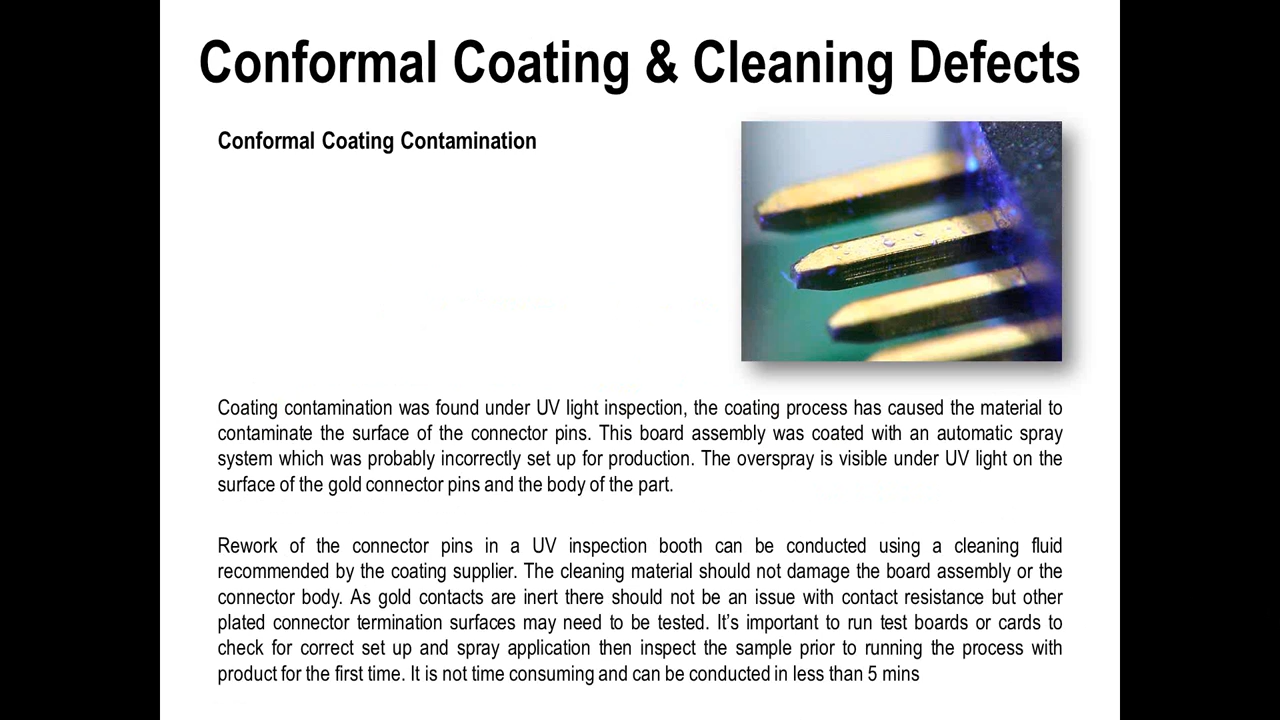 Conformal Coating & Cleaning Defects
Conformal Coating Contamination
Coating contamination was found under UV light inspection, the coating process has caused the material to
contaminate the surface of the connector pins. This board assembly was coated with an automatic spray
system which was probably incorrectly set up for production. The overspray is visible under UV light on the
surface of the gold connector pins and the body of the part.
Rework of the connector pins in a UV inspection booth can be conducted using a cleaning fluid
recommended by the coating supplier. The cleaning material should not damage the board assembly or the
connector body. As gold contacts are inert there should not be an issue with contact resistance but other
plated connector termination surfaces may need to be tested. It’s important to run test boards or cards to
check for correct set up and spray application then inspect the sample prior to running the process with
product for the first time. It is not time consuming and can be conducted in less than 5 mins